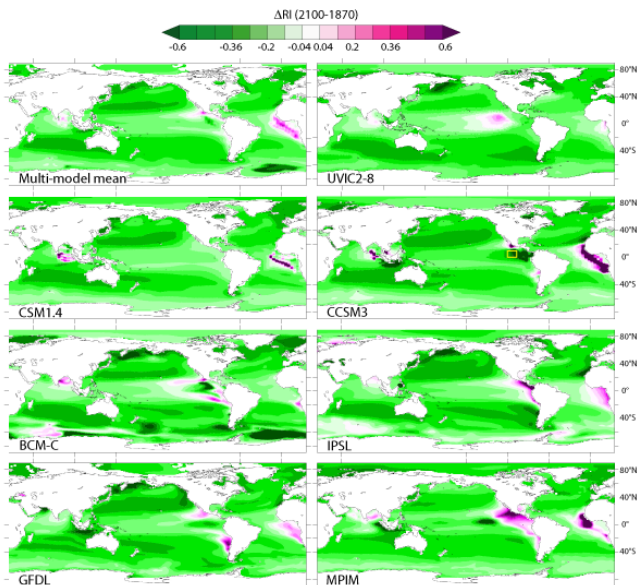 ΔRI (2100-1870)
-0.6 -0.36 -0.2 -0.04 0.04 0.2 0.36 0.6
80°N
40°N
0°N
40°S
Multi-model mean
UVIC2-8
80°N
40°N
0°N
40°S
CSM1.4
CCSM3
80°N
40°N
0°N
40°S
BCM-C
IPSL
80°N
40°N
0°N
40°S
GFDL
MPIM